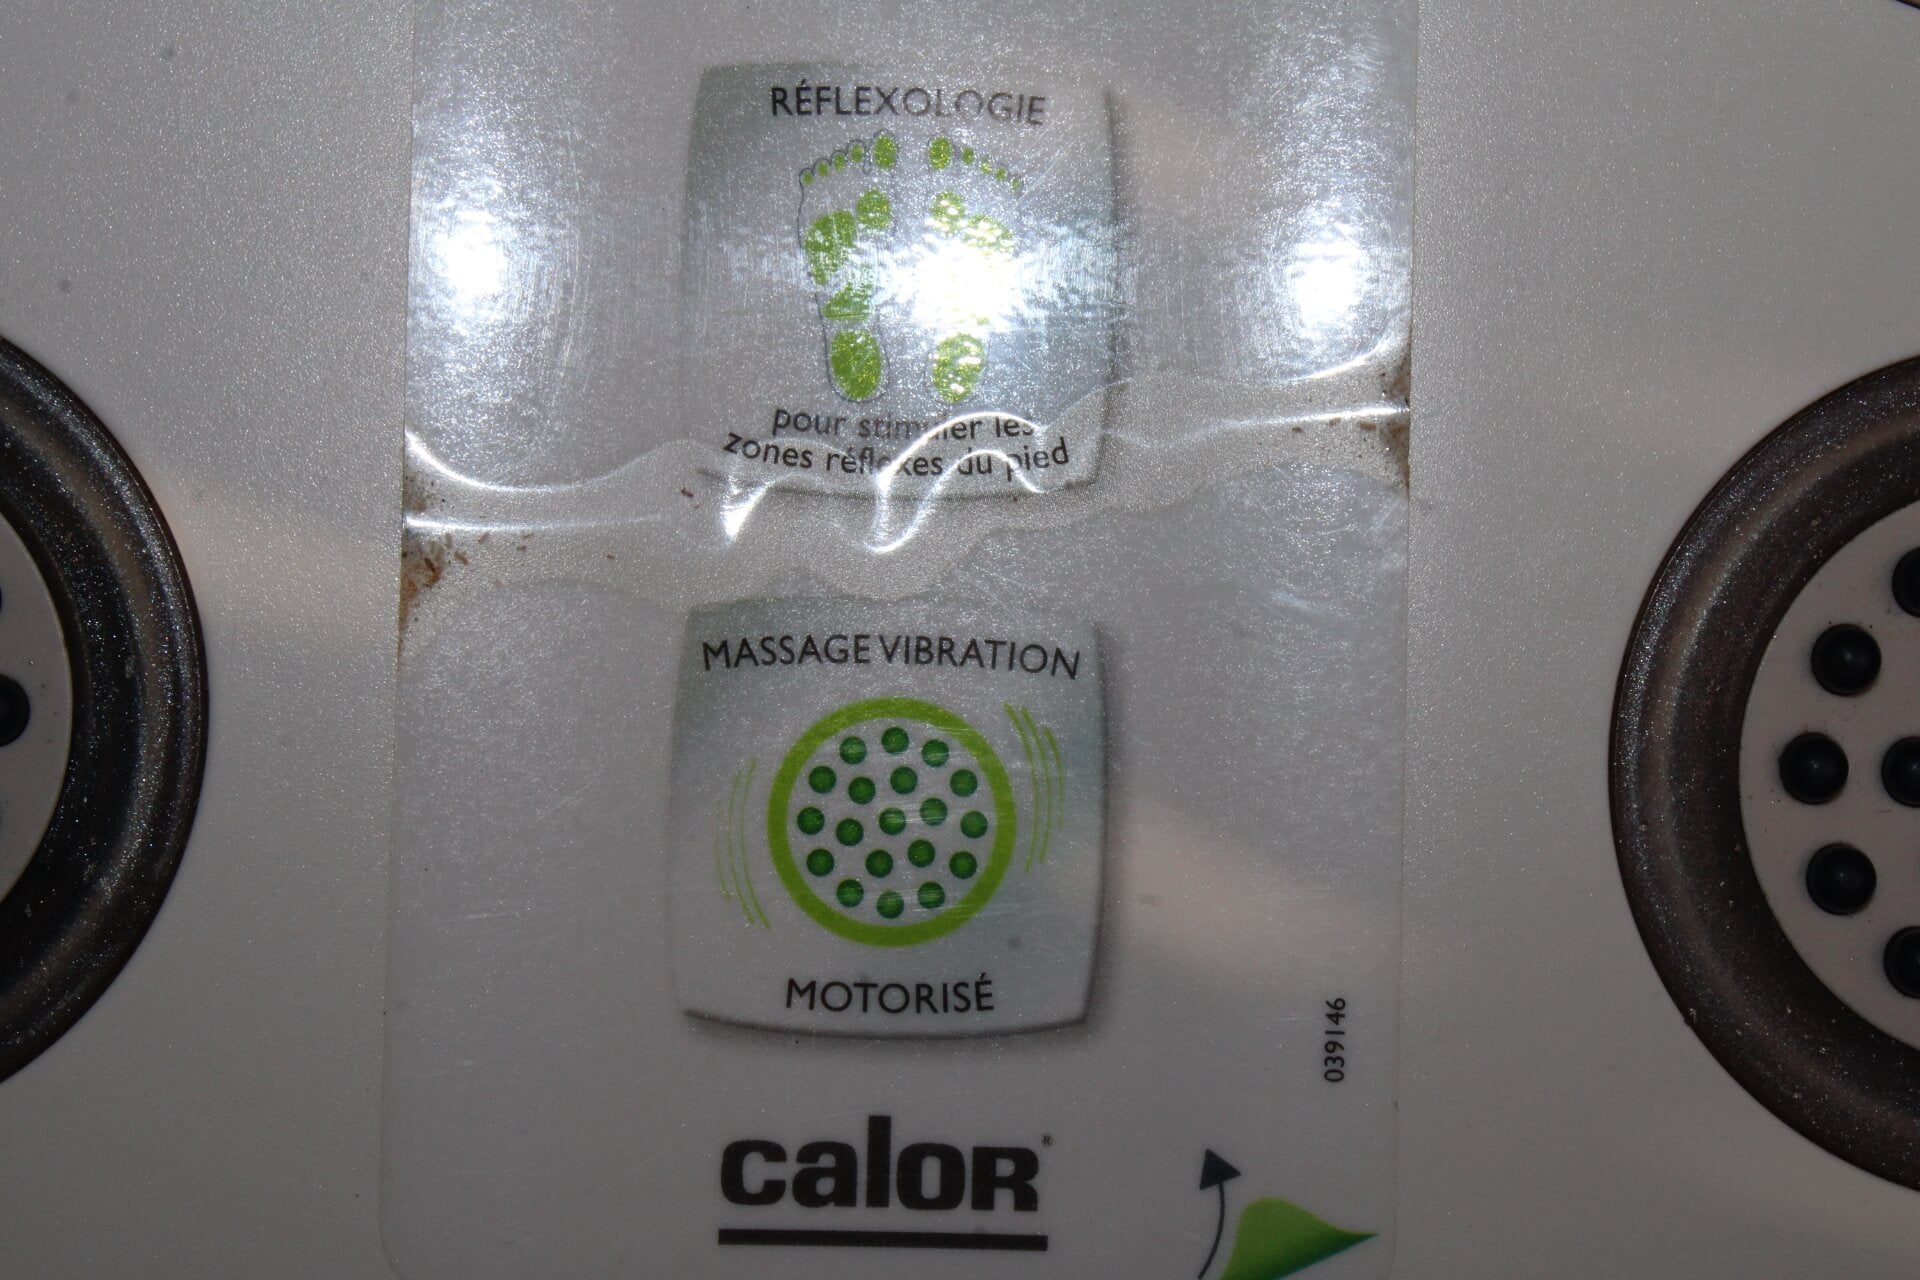 RÉFLEXOLOGIE
pour stimuler les
zones réflexes du pied
MASSAGE VIBRATION
MOTORISÉ
039146
calor®